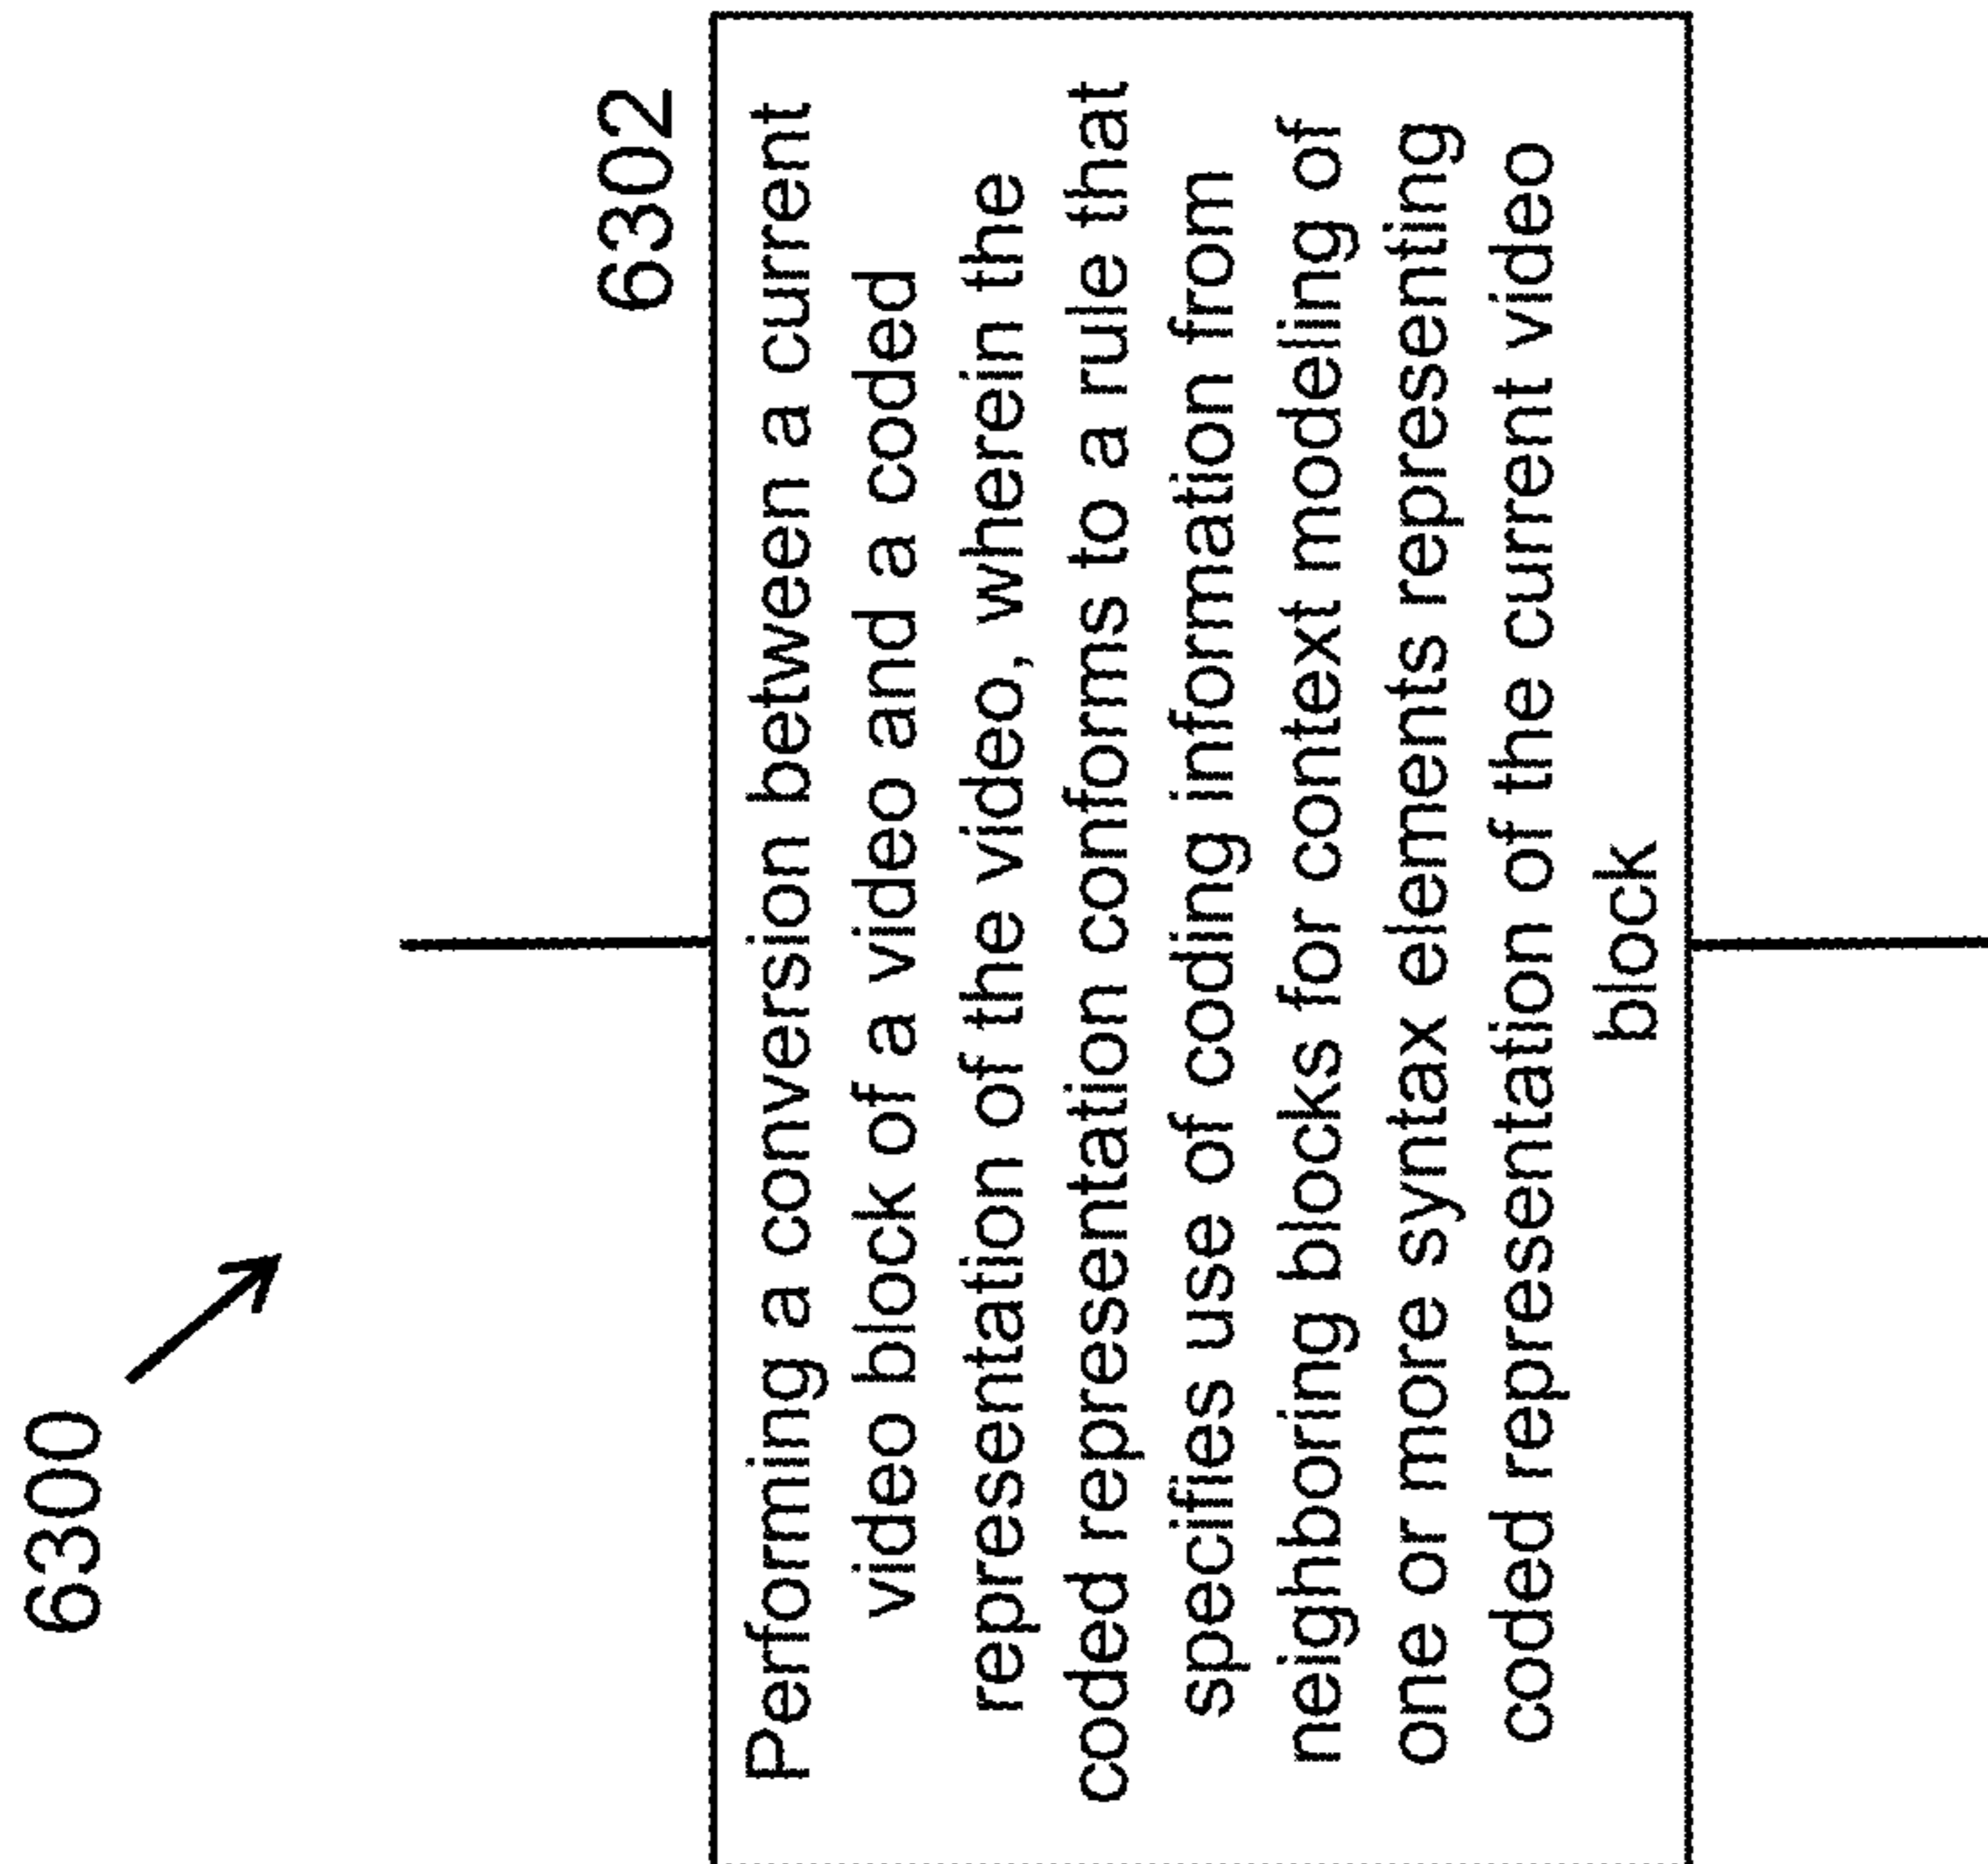 6300
6302
Performing a conversion between a current
video block of a video and a coded
representation of the video, wherein the
coded representation conforms to a rule that
specifies use of coding information from
neighboring blocks for context modeling of
one or more syntax elements representing
coded representation of the current video
block